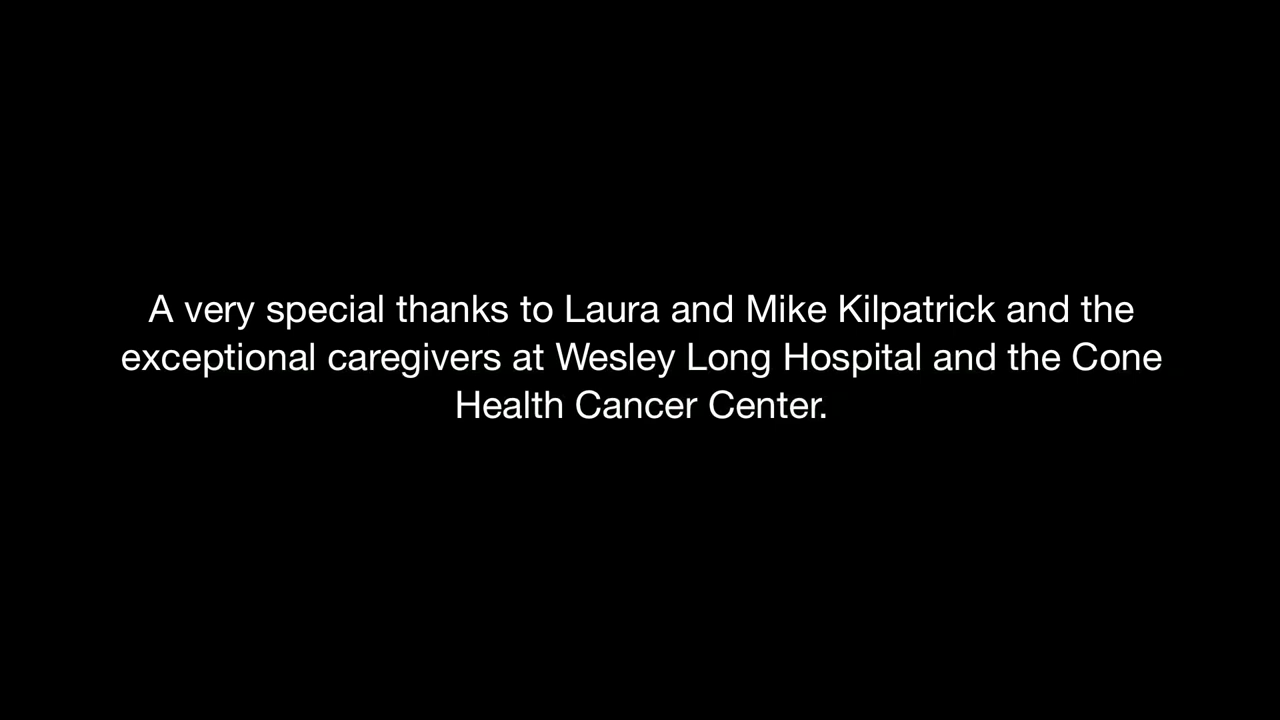 A very special thanks to Laura and Mike Kilpatrick and the
exceptional caregivers at Wesley Long Hospital and the Cone
Health Cancer Center.